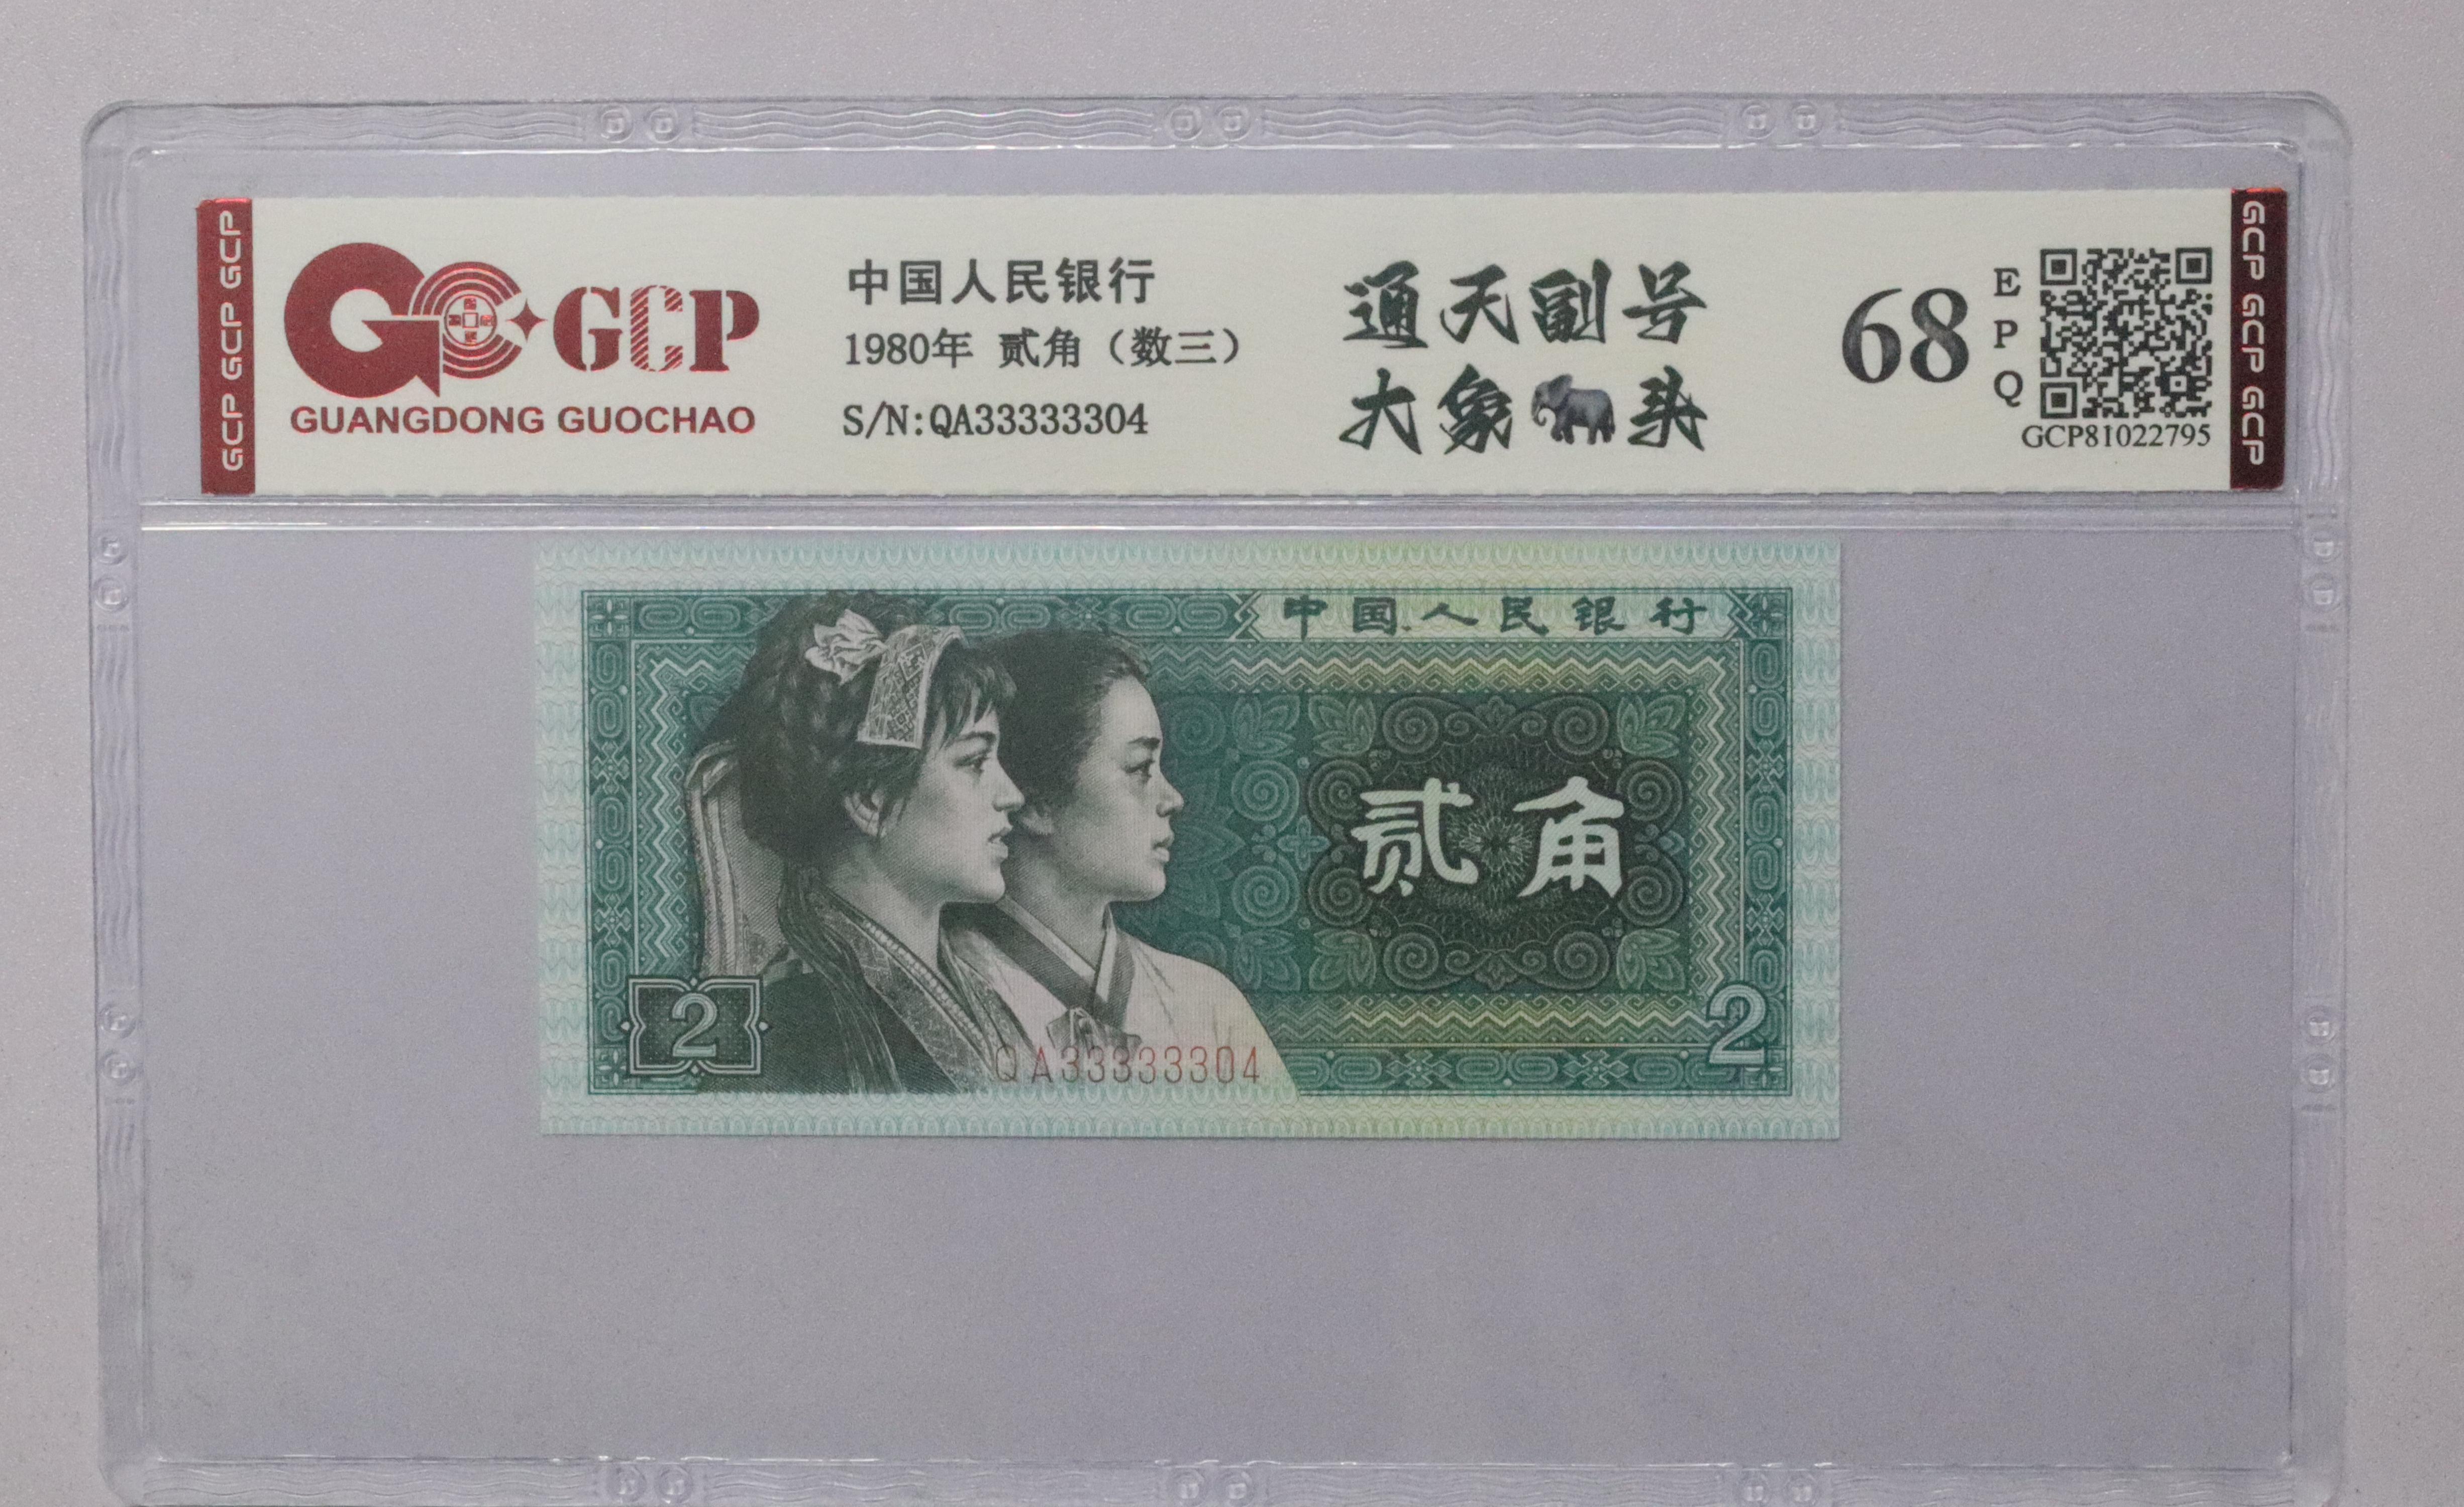 GCP GCP GCP
GCP
GUANGDONG GUOCHAO
中国人民银行
1980年 贰角（数三）
S/N:QA33333304
通天副号
大象头
68
EPQ
GCP81022795
GCP GCP GCP
中国人民银行
贰角
2
2
QA33333304